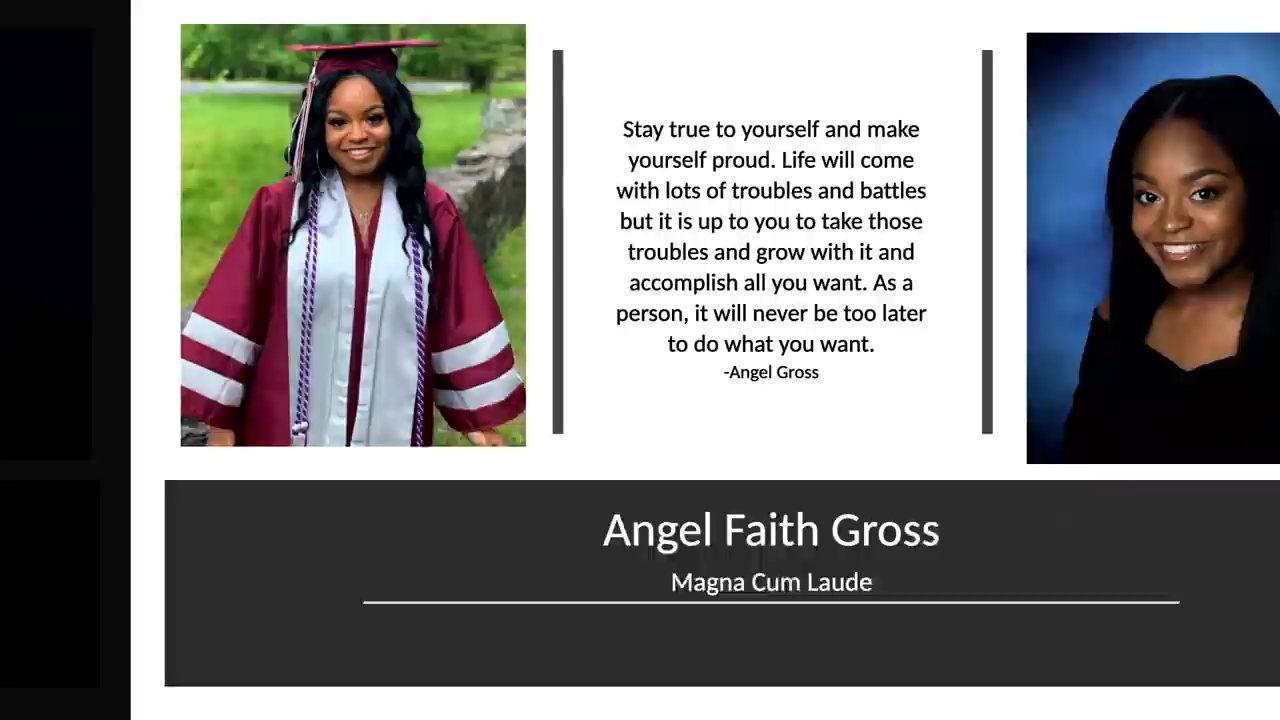 Stay true to yourself and make
yourself proud. Life will come
with lots of troubles and battles
but it is up to you to take those
troubles and grow with it and
accomplish all you want. As a
person, it will never be too later
to do what you want.
-Angel Gross
Angel Faith Gross
Magna Cum Laude